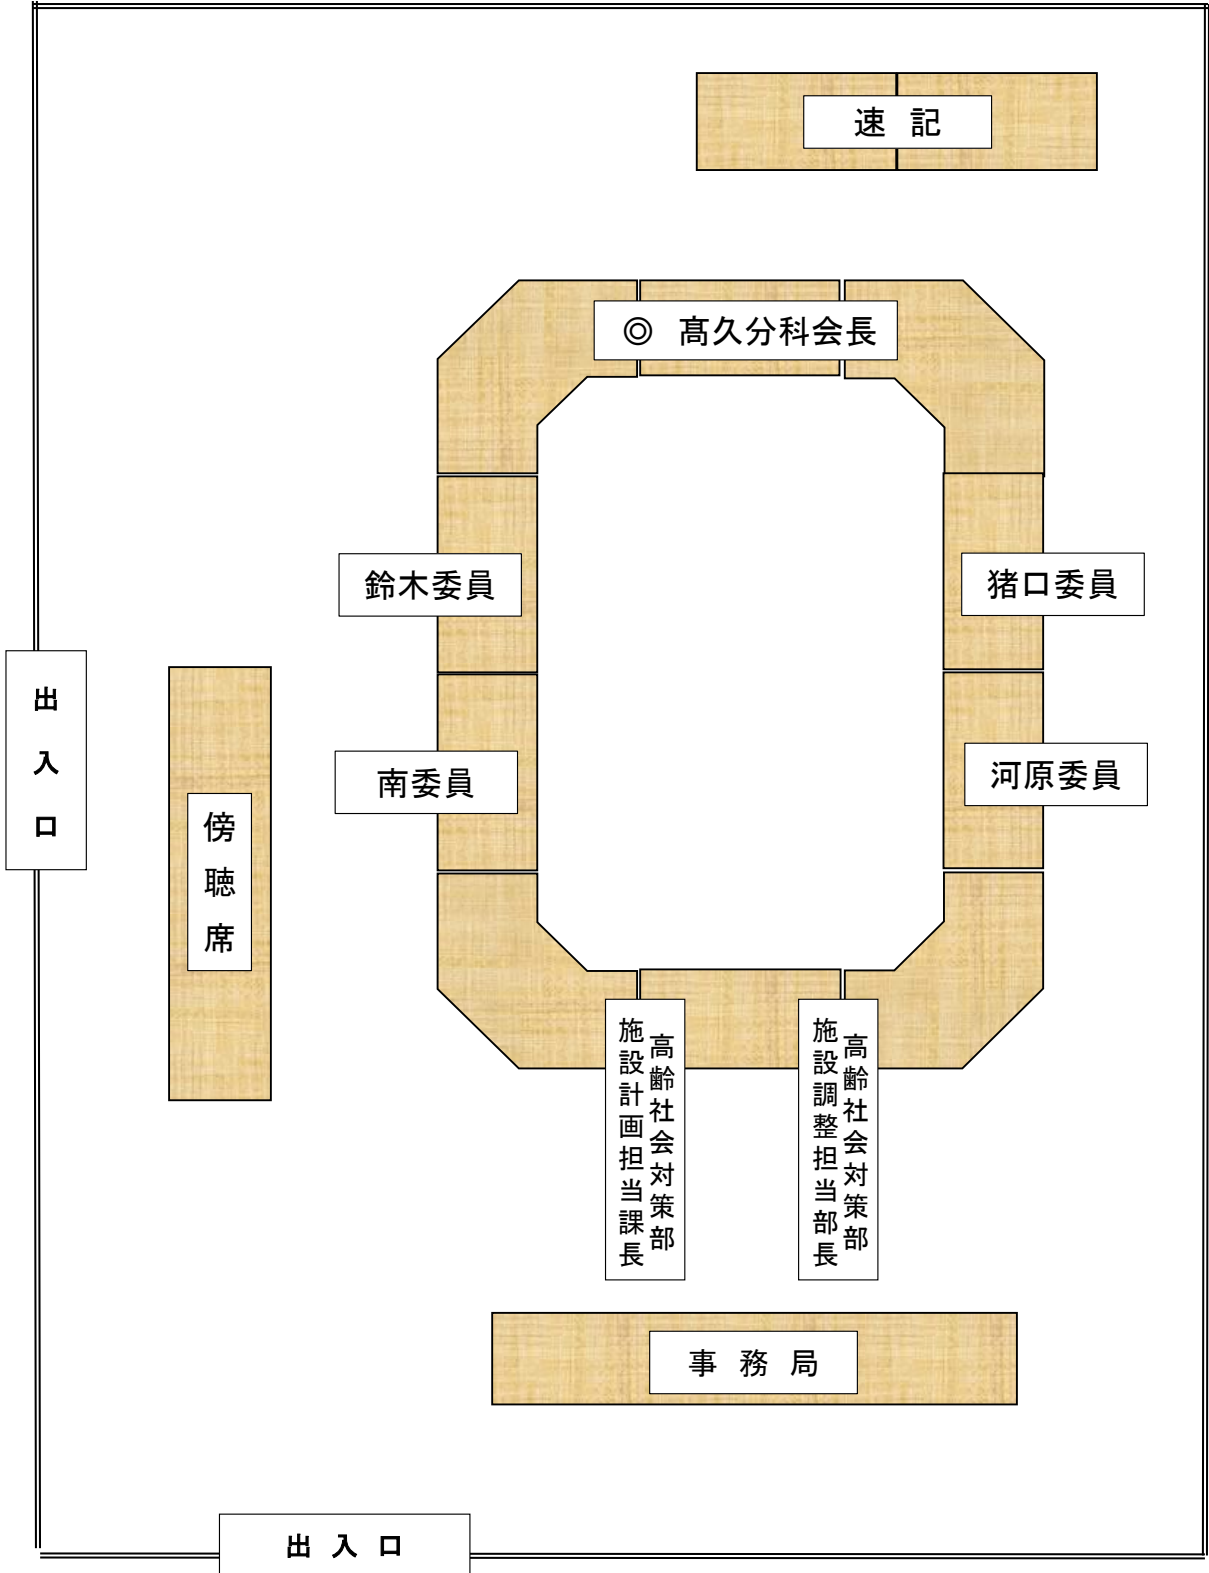 速 記
◎ 髙久分科会長
鈴木委員
猪口委員
出入口
南委員
河原委員
傍聴席
高齢社会対策部
施設計画担当課長
高齢社会対策部
施設調整担当部長
事 務 局
出 入 口